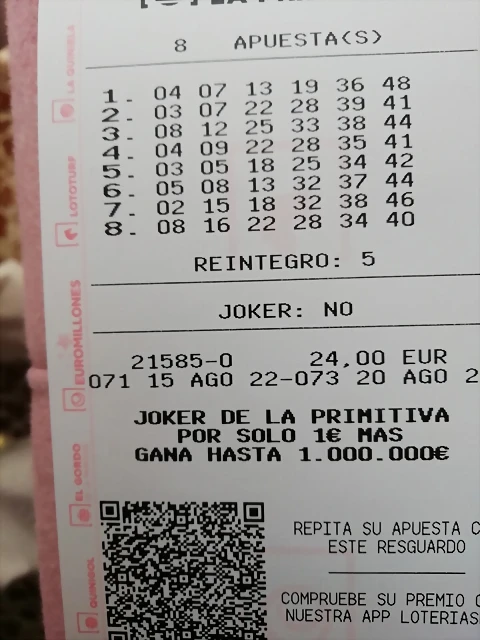 8 APUESTA(S)
1. 04 07 13 19 36 48
2. 03 07 22 28 39 41
3. 08 12 25 33 38 44
4. 04 09 22 28 35 41
5. 03 05 18 25 34 42
6. 05 08 13 32 37 44
7. 02 15 18 32 38 46
8. 08 16 22 28 34 40
REINTEGRO: 5
JOKER: NO
21585-0 24,00 EUR
071 15 AGO 22-073 20 AGO 2
JOKER DE LA PRIMITIVA
POR SOLO 1€ MAS
GANA HASTA 1.000.000€
REPITA SU APUESTA C
ESTE RESGUARDO
COMPRUEBE SU PREMIO
NUESTRA APP LOTERIAS
LA QUINIELA
LOTOTURF
EUROMILLONES
EL GORDO
QUINIGOL